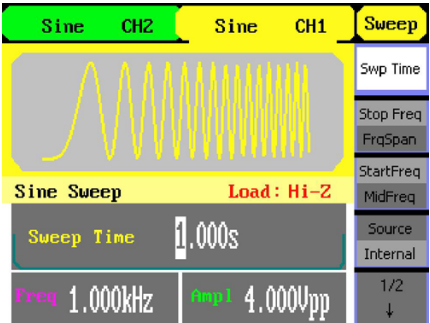 Sine CH2 Sine CH1 Sweep
Swp Time
Stop Freq
FrqSpan
StartFreq
MidFreq
Source
Internal
1/2
↓
Sine Sweep Load: Hi-Z
Sweep Time 1.000s
Freq 1.000kHz Ampl 4.000Vpp